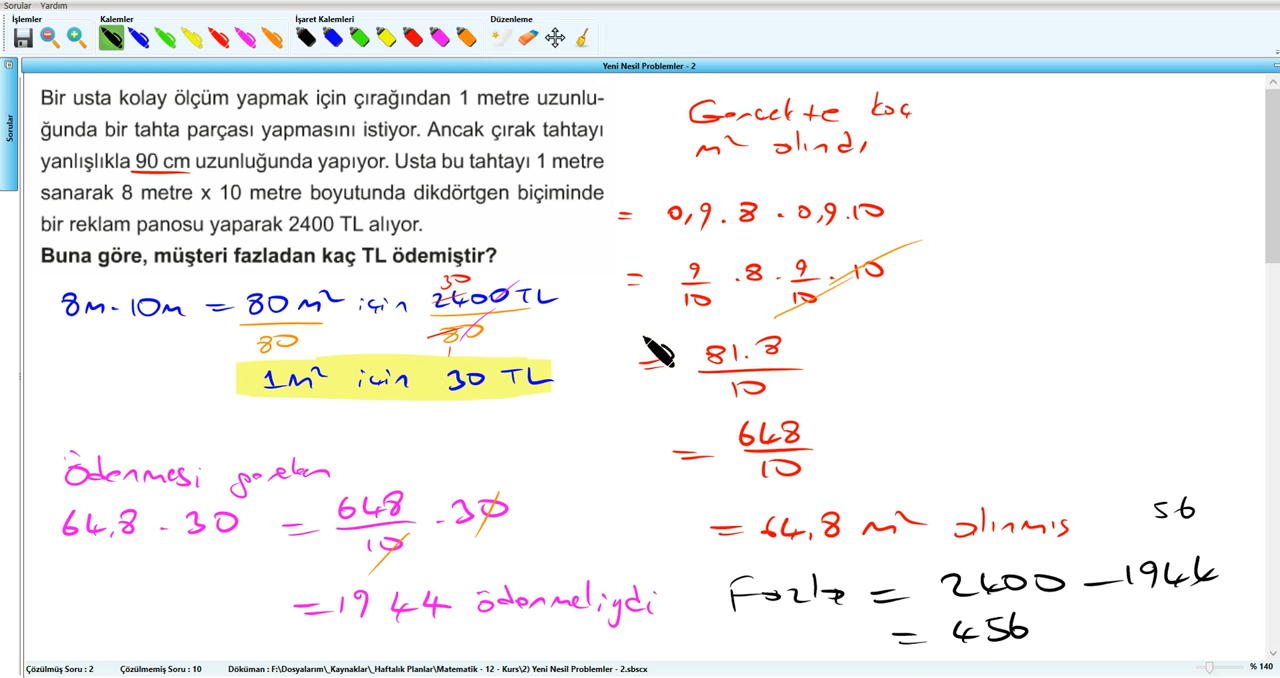 Sorular Yardım
İşlemler Kalemler İşaret Kalemleri Düzenleme
Yeni Nesil Problemler - 2
Sorular
Bir usta kolay ölçüm yapmak için çırağından 1 metre uzunlu-
ğunda bir tahta parçası yapmasını istiyor. Ancak çırak tahtayı
yanlışlıkla 90 cm uzunluğunda yapıyor. Usta bu tahtayı 1 metre
sanarak 8 metre x 10 metre boyutunda dikdörtgen biçiminde
bir reklam panosu yaparak 2400 TL alıyor.
Buna göre, müşteri fazladan kaç TL ödemiştir?
30
8m · 10m = 80m² için 2400 TL
80 80
1
1m² için 30 TL
Ödenmesi gereken
64,8 · 30 = 648/10 · 30
= 1944 ödenmeliydi
Gerçekte kaç
m² alındı
= 0,9 · 8 · 0,9 · 10
= 9/10 · 8 · 9/10 · 10
= 81 · 8/10
= 648/10
= 64,8 m² alınmış
56
Fazla = 2400 - 1944
= 456
Çözülmüş Soru : 2 Çözülmemiş Soru : 10 Döküman : F:\Dosyalarım\_Kaynaklar\_Haftalık Planlar\Matematik - 12 - Kurs\2) Yeni Nesil Problemler - 2.sbscx % 140